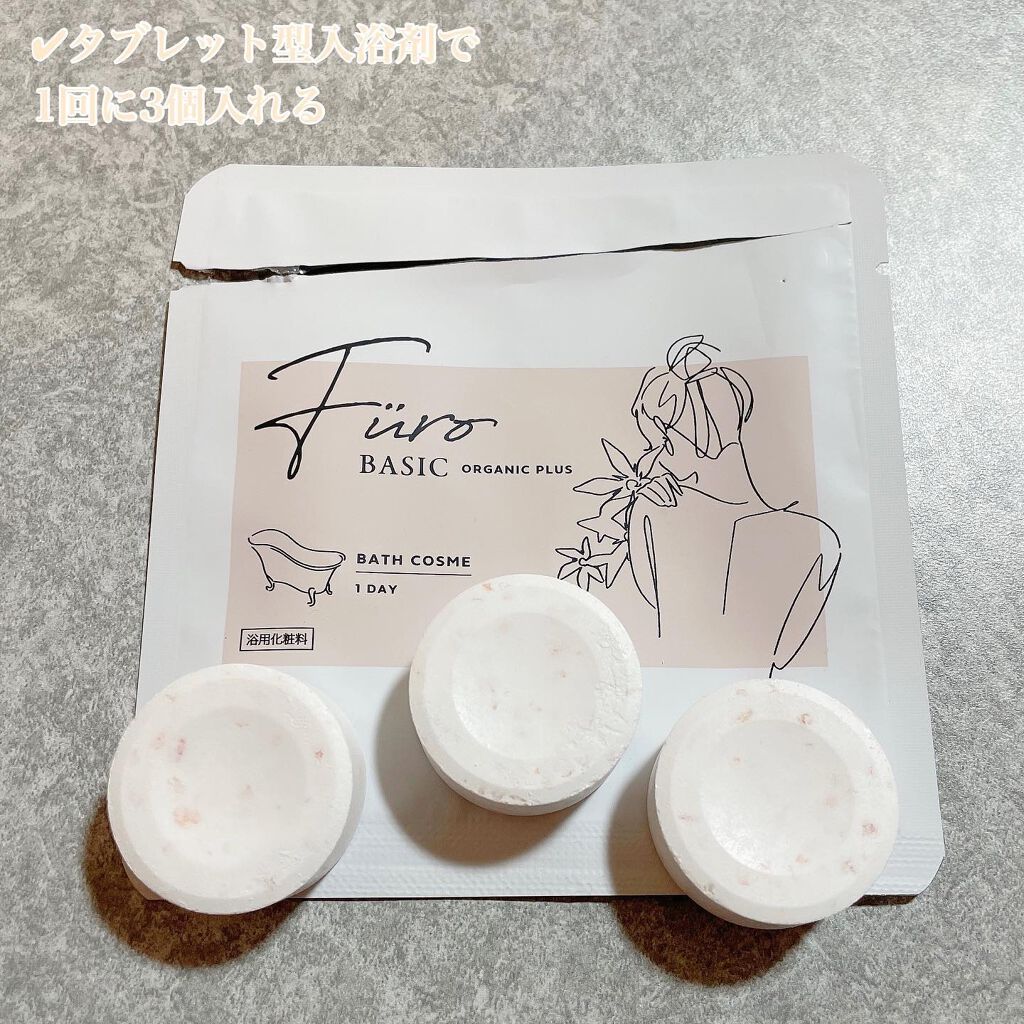 ✔タブレット型入浴剤で
1回に3個入れる
Füro
BASIC ORGANIC PLUS
BATH COSME
1 DAY
浴用化粧料